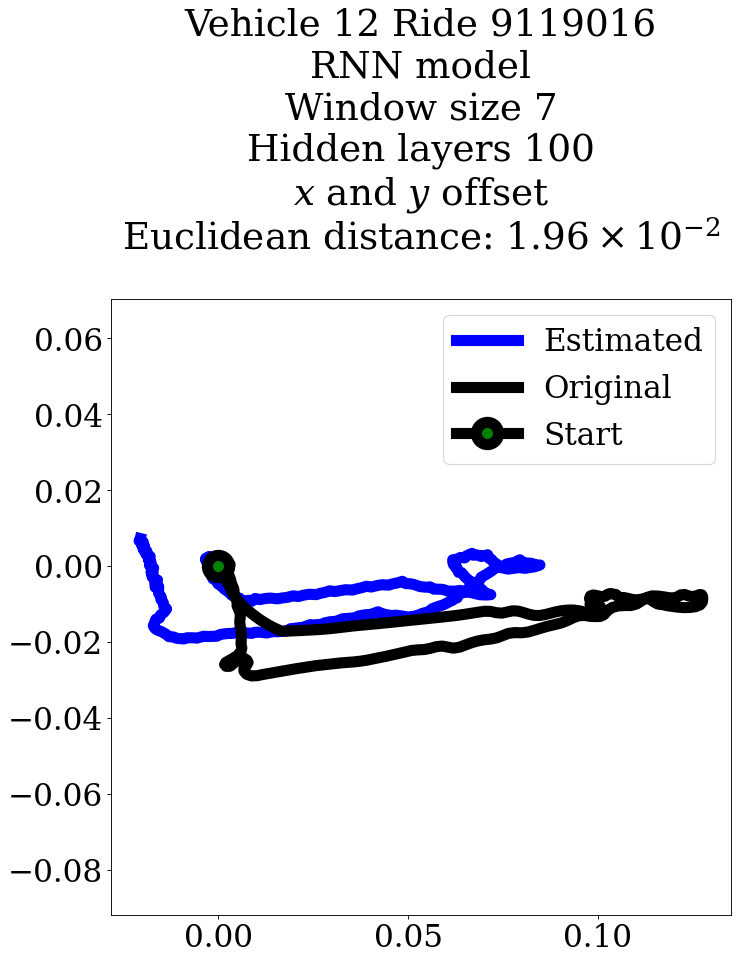 Vehicle 12 Ride 9119016
RNN model
Window size 7
Hidden layers 100
x and y offset
Euclidean distance: 1.96 × 10⁻²
Estimated
Original
Start
0.06
0.04
0.02
0.00
−0.02
−0.04
−0.06
−0.08
0.00 0.05 0.10